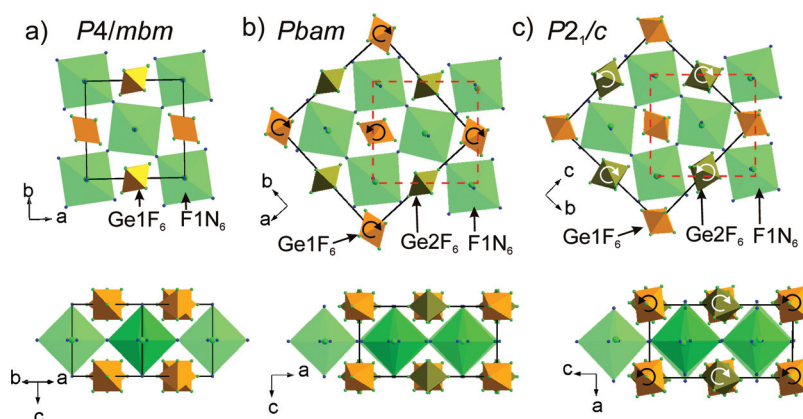 a) P4/mbm
b
a
Ge1F6 F1N6
b) Pbam
b
a
Ge1F6 Ge2F6 F1N6
c) P21/c
c
b
Ge1F6 Ge2F6 F1N6
b a
c
a
c
c
a